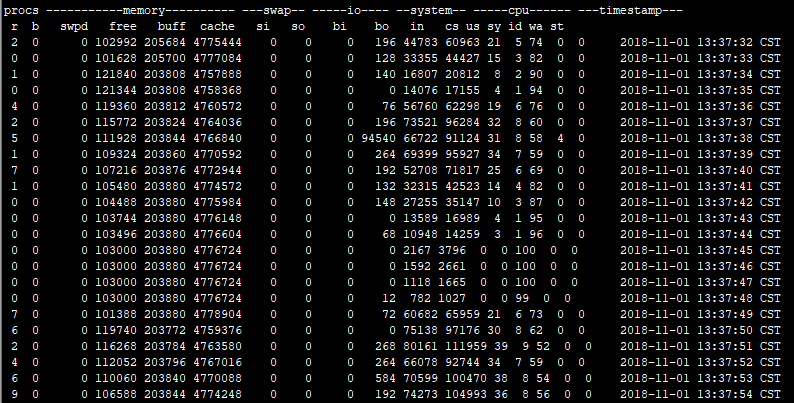 procs -----------memory---------- ---swap-- -----io---- --system-- -----cpu------ ---timestamp---
r b swpd free buff cache si so bi bo in cs us sy id wa st
2 0 0 102992 205684 4775444 0 0 0 196 44783 60963 21 5 74 0 0 2018-11-01 13:37:32 CST
0 0 0 101628 205700 4777084 0 0 0 128 33355 44427 15 3 82 0 0 2018-11-01 13:37:33 CST
1 0 0 121840 203808 4757888 0 0 0 140 16807 20812 8 2 90 0 0 2018-11-01 13:37:34 CST
0 0 0 121344 203808 4758368 0 0 0 0 14076 17155 4 1 94 0 0 2018-11-01 13:37:35 CST
4 0 0 119360 203812 4760572 0 0 0 76 56760 62298 19 6 76 0 0 2018-11-01 13:37:36 CST
2 0 0 115772 203824 4764036 0 0 0 196 73521 96284 32 8 60 0 0 2018-11-01 13:37:37 CST
5 0 0 111928 203844 4766840 0 0 0 94540 66722 91124 31 8 58 4 0 2018-11-01 13:37:38 CST
1 0 0 109324 203860 4770592 0 0 0 264 69399 95927 34 7 59 0 0 2018-11-01 13:37:39 CST
7 0 0 107216 203876 4772944 0 0 0 192 52708 71817 25 6 69 0 0 2018-11-01 13:37:40 CST
1 0 0 105480 203880 4774572 0 0 0 132 32315 42523 14 4 82 0 0 2018-11-01 13:37:41 CST
0 0 0 104488 203880 4775984 0 0 0 148 27255 35147 10 3 87 0 0 2018-11-01 13:37:42 CST
0 0 0 103744 203880 4776148 0 0 0 0 13589 16989 4 1 95 0 0 2018-11-01 13:37:43 CST
0 0 0 103496 203880 4776604 0 0 0 68 10948 14259 3 1 96 0 0 2018-11-01 13:37:44 CST
0 0 0 103000 203880 4776724 0 0 0 0 2167 3796 0 0 100 0 0 2018-11-01 13:37:45 CST
0 0 0 103000 203880 4776724 0 0 0 0 1592 2661 0 0 100 0 0 2018-11-01 13:37:46 CST
0 0 0 103000 203880 4776724 0 0 0 0 1118 1665 0 0 100 0 0 2018-11-01 13:37:47 CST
0 0 0 103000 203880 4776724 0 0 0 12 782 1027 0 0 99 0 0 2018-11-01 13:37:48 CST
7 0 0 101388 203880 4778904 0 0 0 72 60682 65959 21 6 73 0 0 2018-11-01 13:37:49 CST
6 0 0 119740 203772 4759376 0 0 0 0 75138 97176 30 8 62 0 0 2018-11-01 13:37:50 CST
2 0 0 116268 203784 4763580 0 0 0 268 80161 111959 39 9 52 0 0 2018-11-01 13:37:51 CST
4 0 0 112052 203796 4767016 0 0 0 264 66078 92744 34 7 59 0 0 2018-11-01 13:37:52 CST
6 0 0 110060 203840 4770088 0 0 0 584 70599 100470 38 8 54 0 0 2018-11-01 13:37:53 CST
9 0 0 106588 203844 4774248 0 0 0 192 74273 104993 36 8 56 0 0 2018-11-01 13:37:54 CST